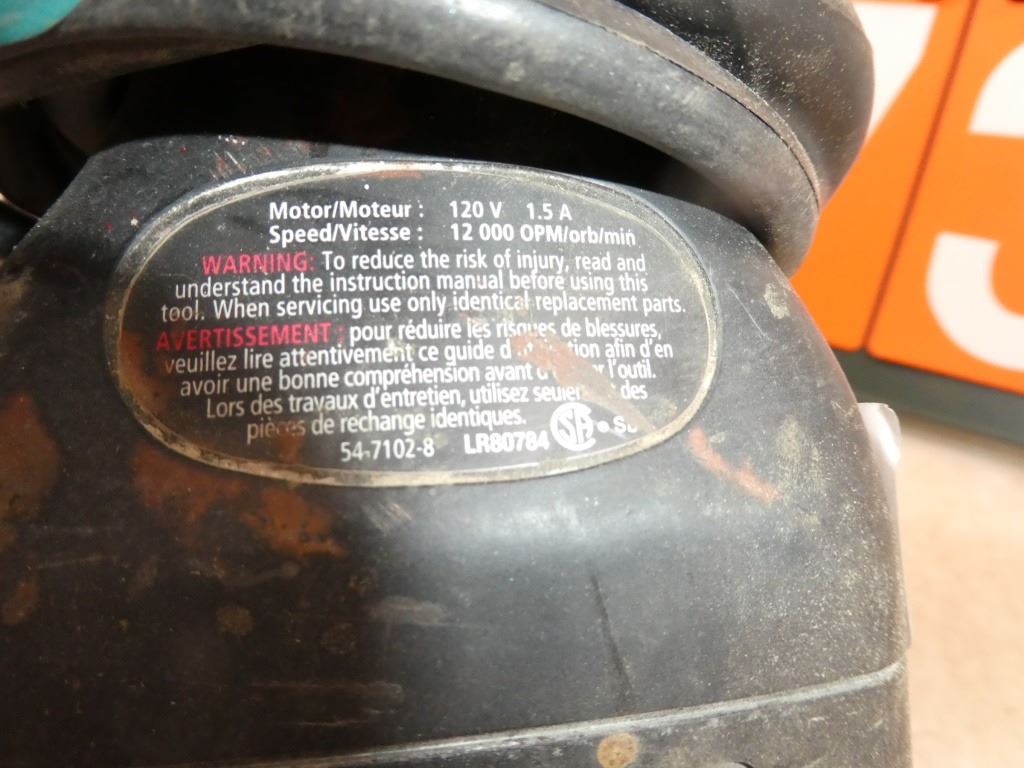 Motor/Moteur : 120 V 1.5 A
Speed/Vitesse : 12 000 OPM/orb/min
WARNING: To reduce the risk of injury, read and
understand the instruction manual before using this
tool. When servicing use only identical replacement parts.
AVERTISSEMENT : pour réduire les risques de blessures,
veuillez lire attentivement ce guide afin d'en
avoir une bonne compréhension avant l'outil.
Lors des travaux d'entretien, utilisez des
pièces de rechange identiques.
54-7102-8 LR80784 SA